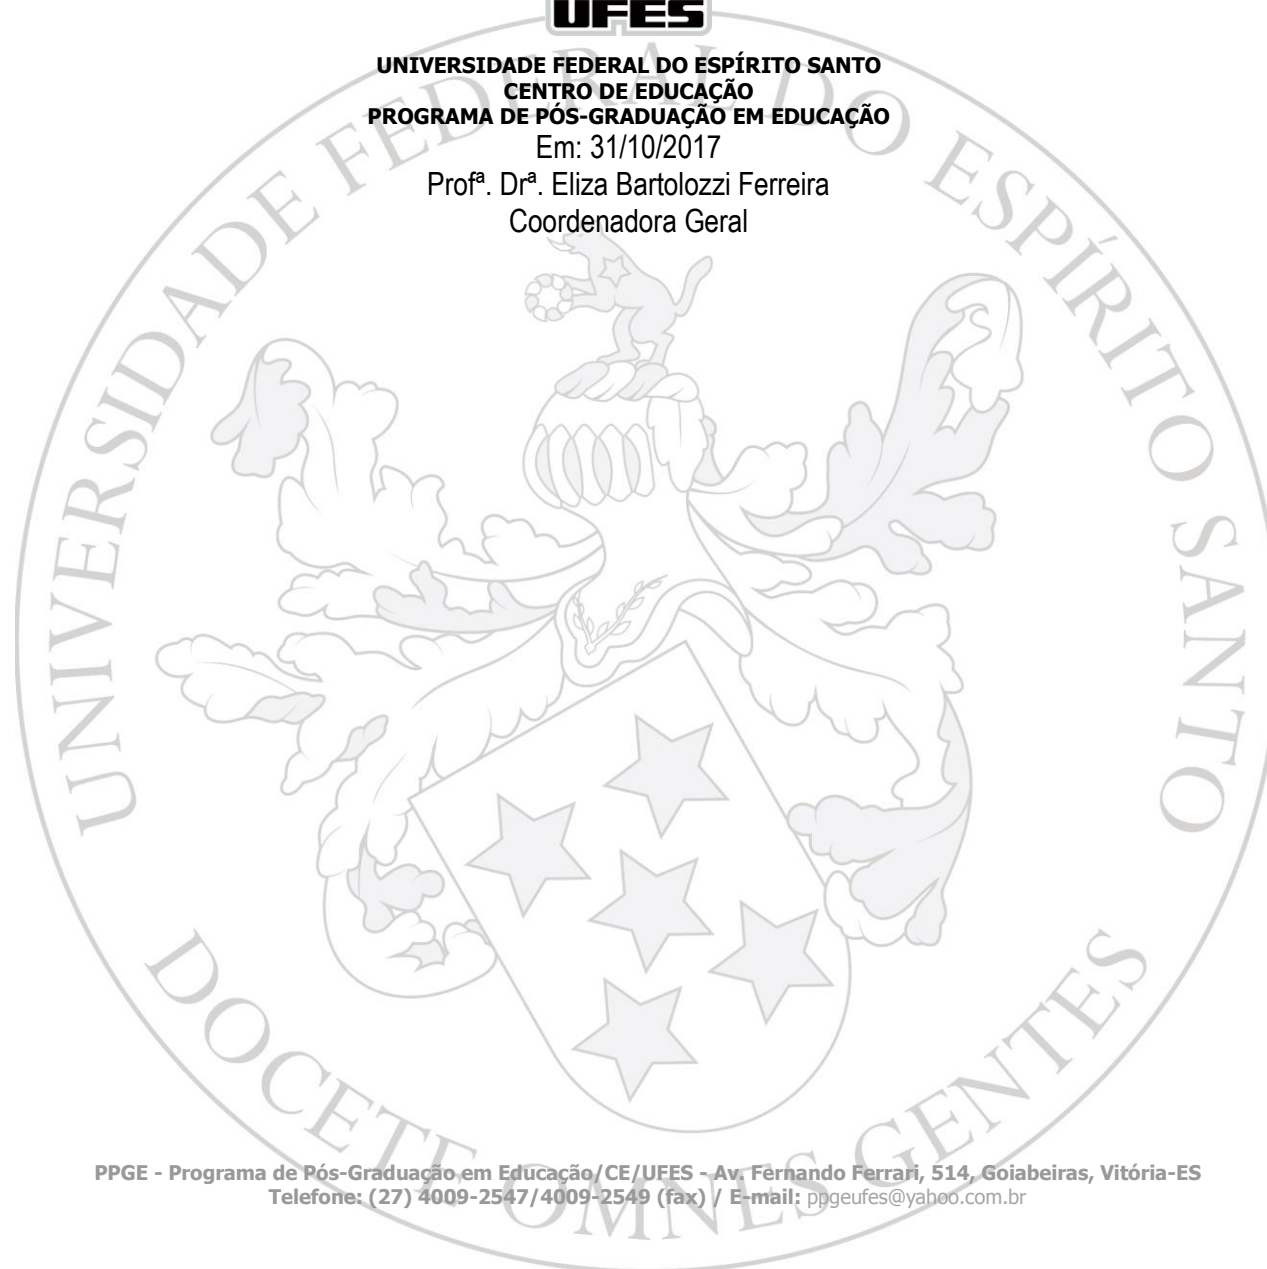 UFES
UNIVERSIDADE FEDERAL DO ESPÍRITO SANTO
CENTRO DE EDUCAÇÃO
PROGRAMA DE PÓS-GRADUAÇÃO EM EDUCAÇÃO
Em: 31/10/2017
Profª. Drª. Eliza Bartolozzi Ferreira
Coordenadora Geral
UNIVERSIDADE FEDERAL DO ESPÍRITO SANTO
DOCETE OMNES GENTES
PPGE - Programa de Pós-Graduação em Educação/CE/UFES - Av. Fernando Ferrari, 514, Goiabeiras, Vitória-ES
Telefone: (27) 4009-2547/4009-2549 (fax) / E-mail: ppgeufes@yahoo.com.br